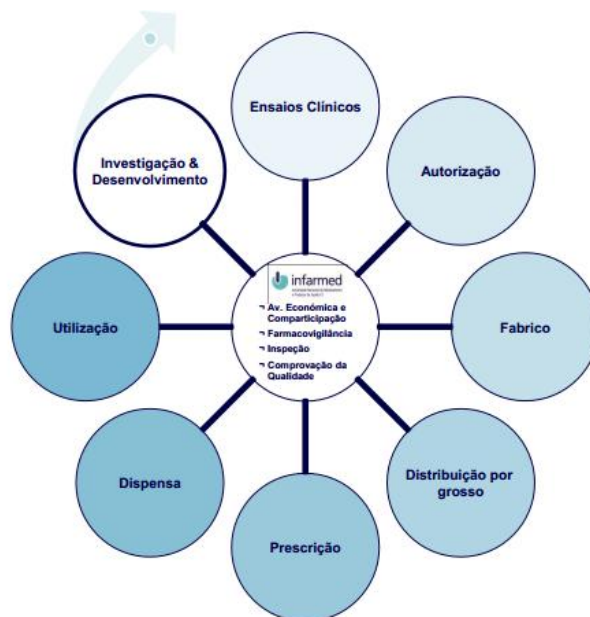 Ensaios Clínicos
Investigação &
Desenvolvimento
Autorização
infarmed
¬ Av. Económica e
Comparticipação
¬ Farmacovigilância
¬ Inspeção
¬ Comprovação da
Qualidade
Utilização
Fabrico
Dispensa
Distribuição por
grosso
Prescrição